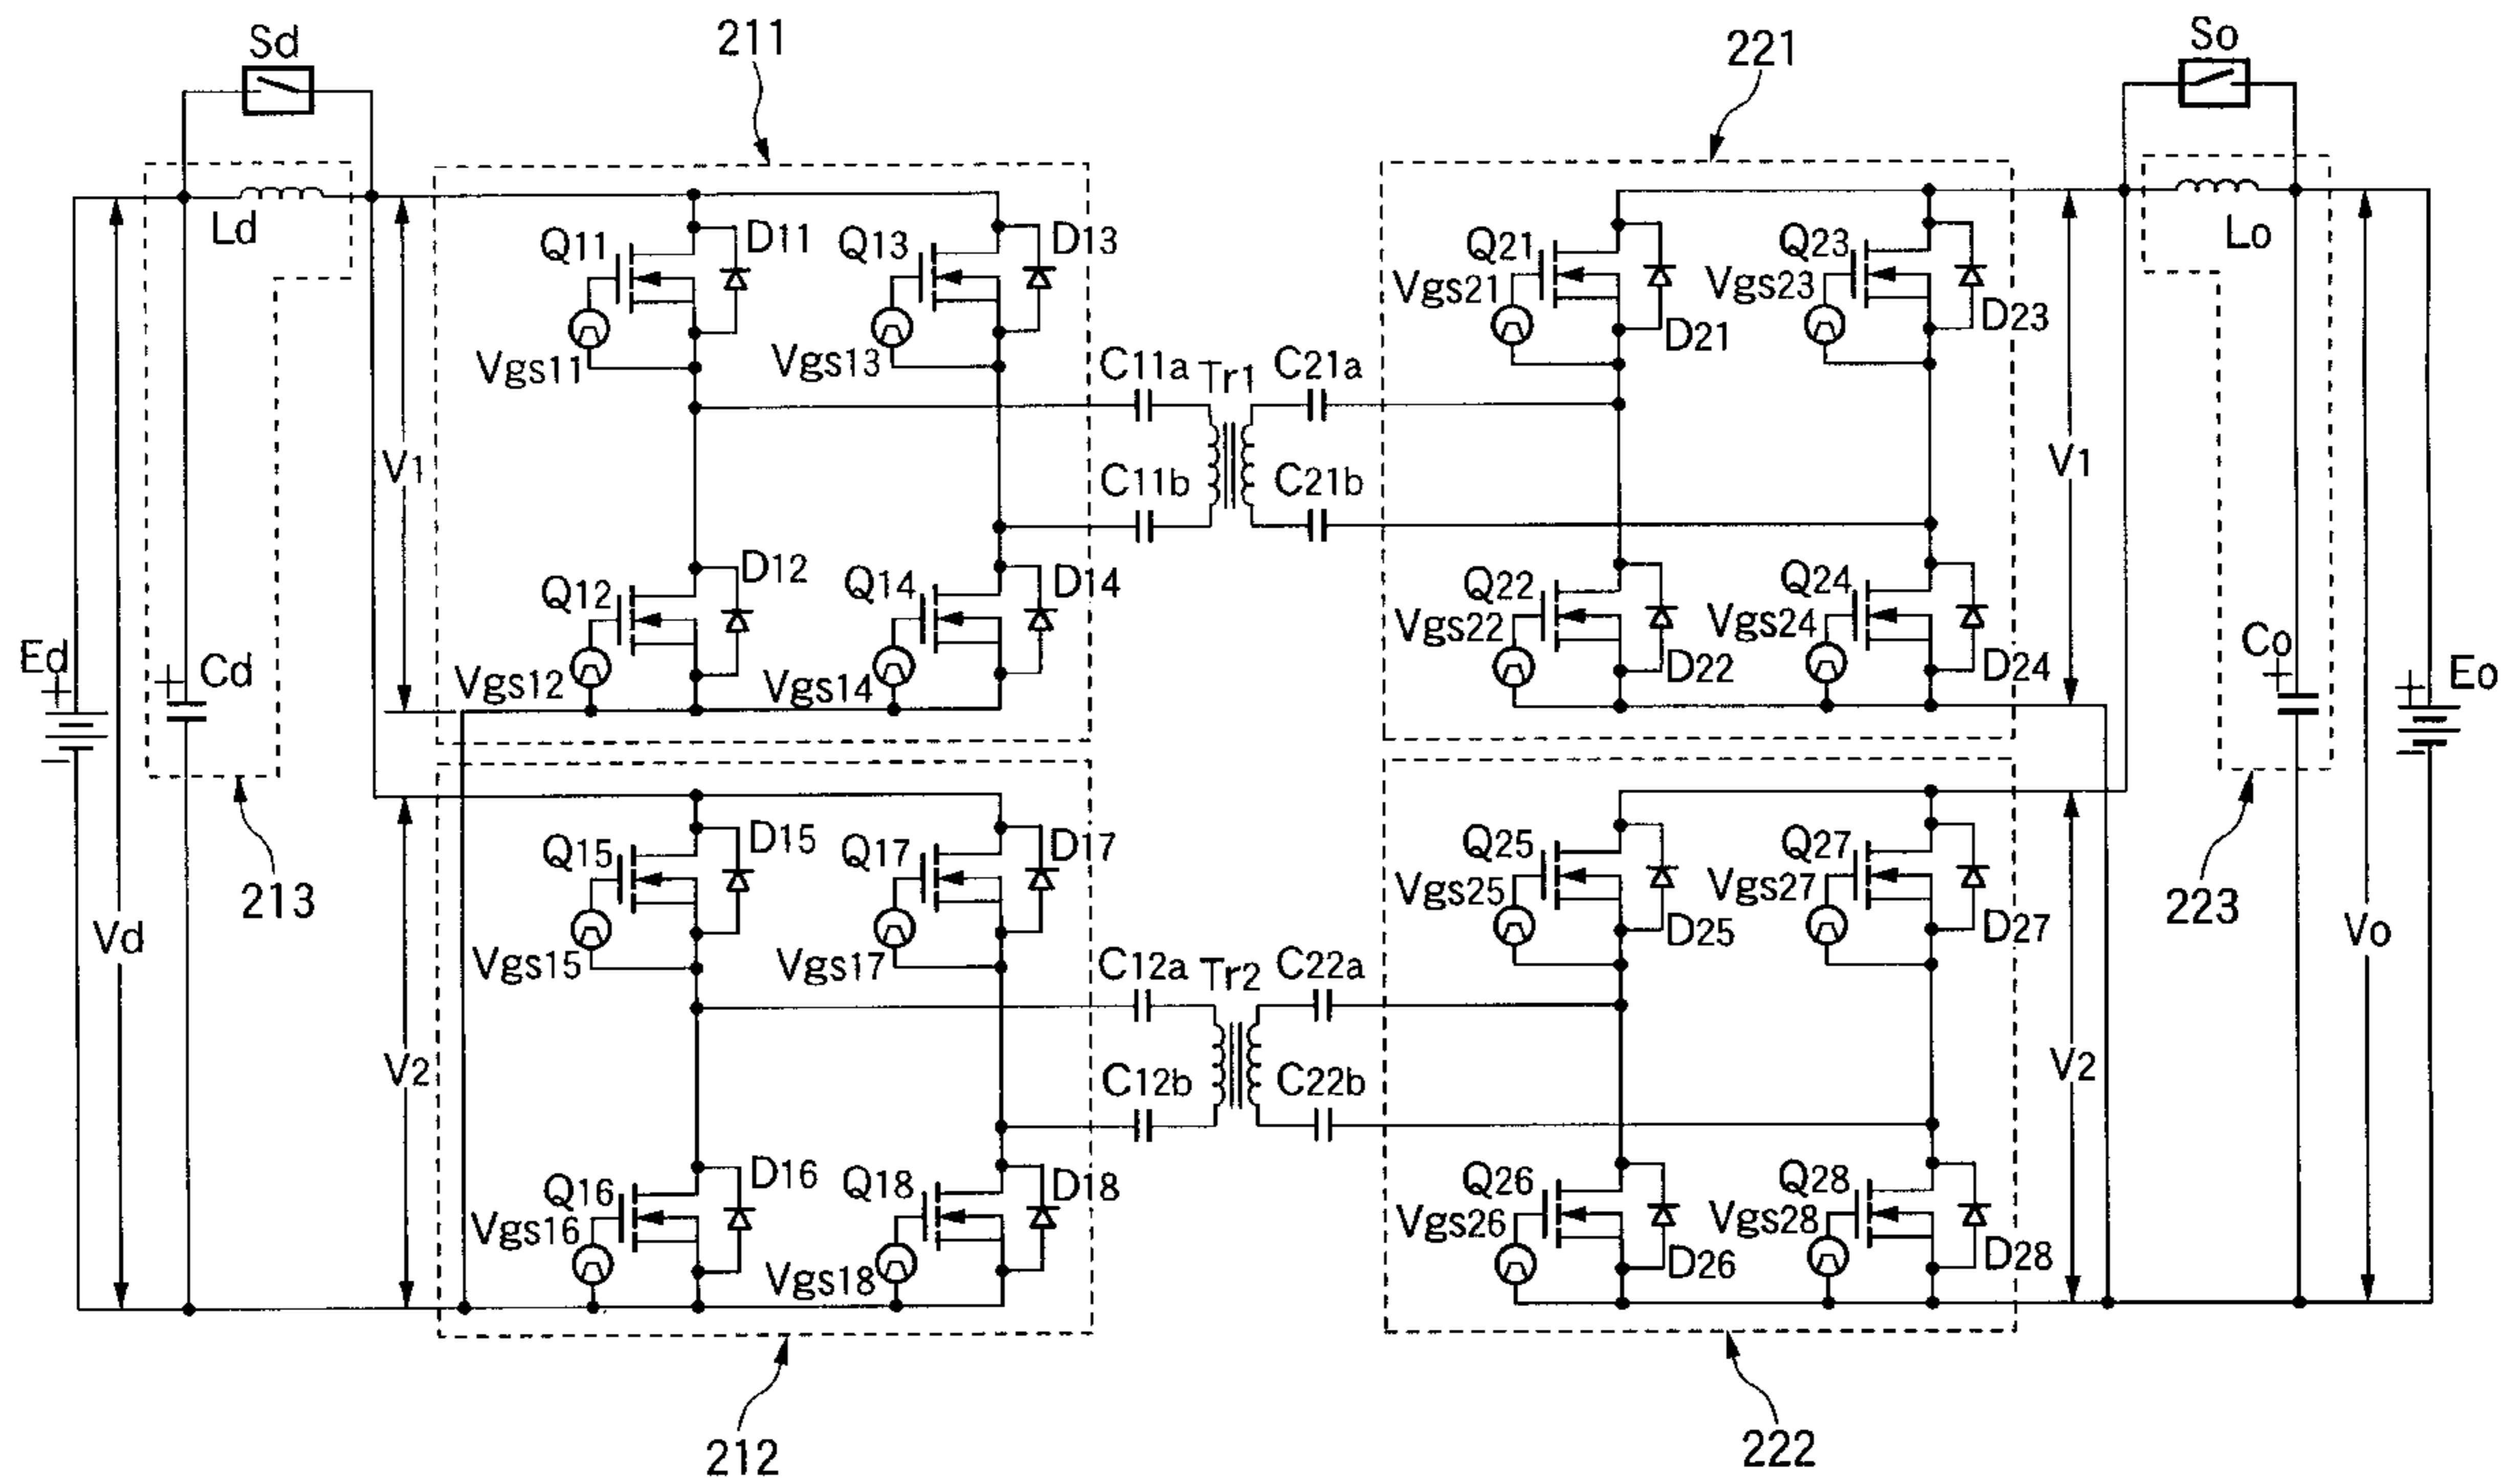 Sd
211
221
So
Ld
Q11
D11
Q13
D13
Q21
Vgs21
Q23
Vgs23
Lo
D21
D23
Vgs11
Vgs13
C11a
Tr1
C21a
V1
V1
C11b
C21b
Q12
D12
Q14
D14
Q22
Vgs22
Q24
Vgs24
Ed
+
−
+
Cd
Vgs12
Vgs14
D22
D24
Co
+
+
−
Eo
Q15
D15
Q17
D17
Q25
Vgs25
Q27
Vgs27
213
223
Vd
Vgs15
Vgs17
D25
D27
Vo
C12a
Tr2
C22a
V2
V2
C12b
C22b
Q16
Vgs16
D16
Q18
D18
Q26
Vgs26
Q28
Vgs28
Vgs18
D26
D28
212
222